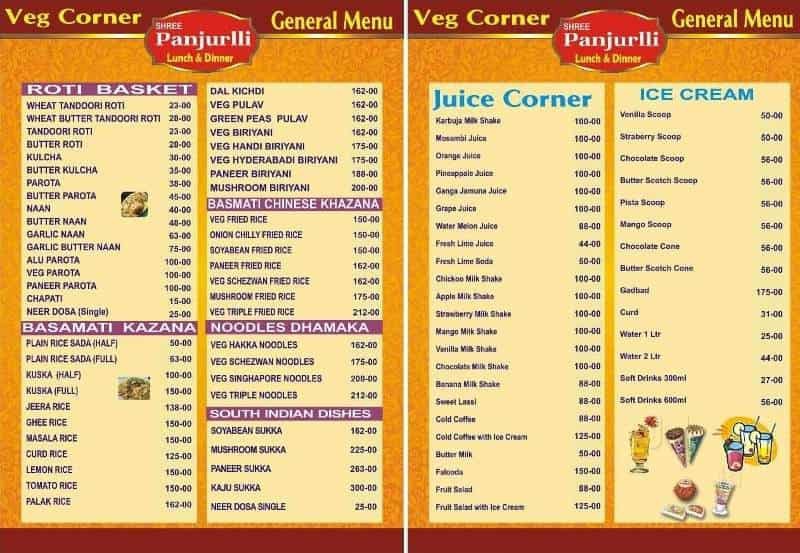 Veg Corner
General Menu
SHREE
Panjurlli
Lunch & Dinner
ROTI BASKET
WHEAT TANDOORI ROTI 23-00
WHEAT BUTTER TANDOORI ROTI 28-00
TANDOORI ROTI 23-00
BUTTER ROTI 28-00
KULCHA 30-00
BUTTER KULCHA 35-00
PAROTA 38-00
BUTTER PAROTA 45-00
NAAN 40-00
BUTTER NAAN 48-00
GARLIC NAAN 63-00
GARLIC BUTTER NAAN 75-00
ALU PAROTA 100-00
VEG PAROTA 100-00
PANEER PAROTA 100-00
CHAPATI 15-00
NEER DOSA (Single) 25-00
BASAMATI KAZANA
PLAIN RICE SADA (HALF) 50-00
PLAIN RICE SADA (FULL) 63-00
KUSKA (HALF) 100-00
KUSKA (FULL) 150-00
JEERA RICE 138-00
GHEE RICE 150-00
MASALA RICE 150-00
CURD RICE 125-00
LEMON RICE 150-00
TOMATO RICE 150-00
PALAK RICE 162-00
DAL KICHDI 162-00
VEG PULAV 162-00
GREEN PEAS PULAV 162-00
VEG BIRIYANI 162-00
VEG HANDI BIRIYANI 175-00
VEG HYDERABADI BIRIYANI 175-00
PANEER BIRIYANI 188-00
MUSHROOM BIRIYANI 200-00
BASMATI CHINESE KHAZANA
VEG FRIED RICE 150-00
ONION CHILLY FRIED RICE 150-00
SOYABEAN FRIED RICE 150-00
PANEER FRIED RICE 162-00
VEG SCHEZWAN FRIED RICE 162-00
MUSHROOM FRIED RICE 175-00
VEG TRIPLE FRIED RICE 212-00
NOODLES DHAMAKA
VEG HAKKA NOODLES 162-00
VEG SCHEZWAN NOODLES 175-00
VEG SINGHAPORE NOODLES 200-00
VEG TRIPLE NOODLES 212-00
SOUTH INDIAN DISHES
SOYABEAN SUKKA 162-00
MUSHROOM SUKKA 225-00
PANEER SUKKA 263-00
KAJU SUKKA 300-00
NEER DOSA SINGLE 25-00
Veg Corner
General Menu
SHREE
Panjurlli
Lunch & Dinner
Juice Corner
Karbuja Milk Shake 100-00
Mosambi Juice 100-00
Orange Juice 100-00
Pineappale Juice 100-00
Ganga Jamuna Juice 100-00
Grape Juice 100-00
Water Melon Juice 88-00
Fresh Lime Juice 44-00
Fresh Lime Soda 50-00
Chickoo Milk Shake 100-00
Apple Milk Shake 100-00
Strawberry Milk Shake 100-00
Mango Milk Shake 100-00
Vanilla Milk Shake 100-00
Chocolate Milk Shake 100-00
Banana Milk Shake 88-00
Sweet Lassi 88-00
Cold Coffee 88-00
Cold Coffee with Ice Cream 125-00
Butter Milk 50-00
Falooda 150-00
Fruit Salad 88-00
Fruit Salad with Ice Cream 125-00
ICE CREAM
Venilla Scoop 50-00
Straberry Scoop 50-00
Chocolate Scoop 56-00
Butter Scotch Scoop 56-00
Pista Scoop 56-00
Mango Scoop 56-00
Chocolate Cone 56-00
Butter Scotch Cone 56-00
Gadbad 175-00
Curd 31-00
Water 1 Ltr 25-00
Water 2 Ltr 44-00
Soft Drinks 300ml 27-00
Soft Drinks 600ml 56-00